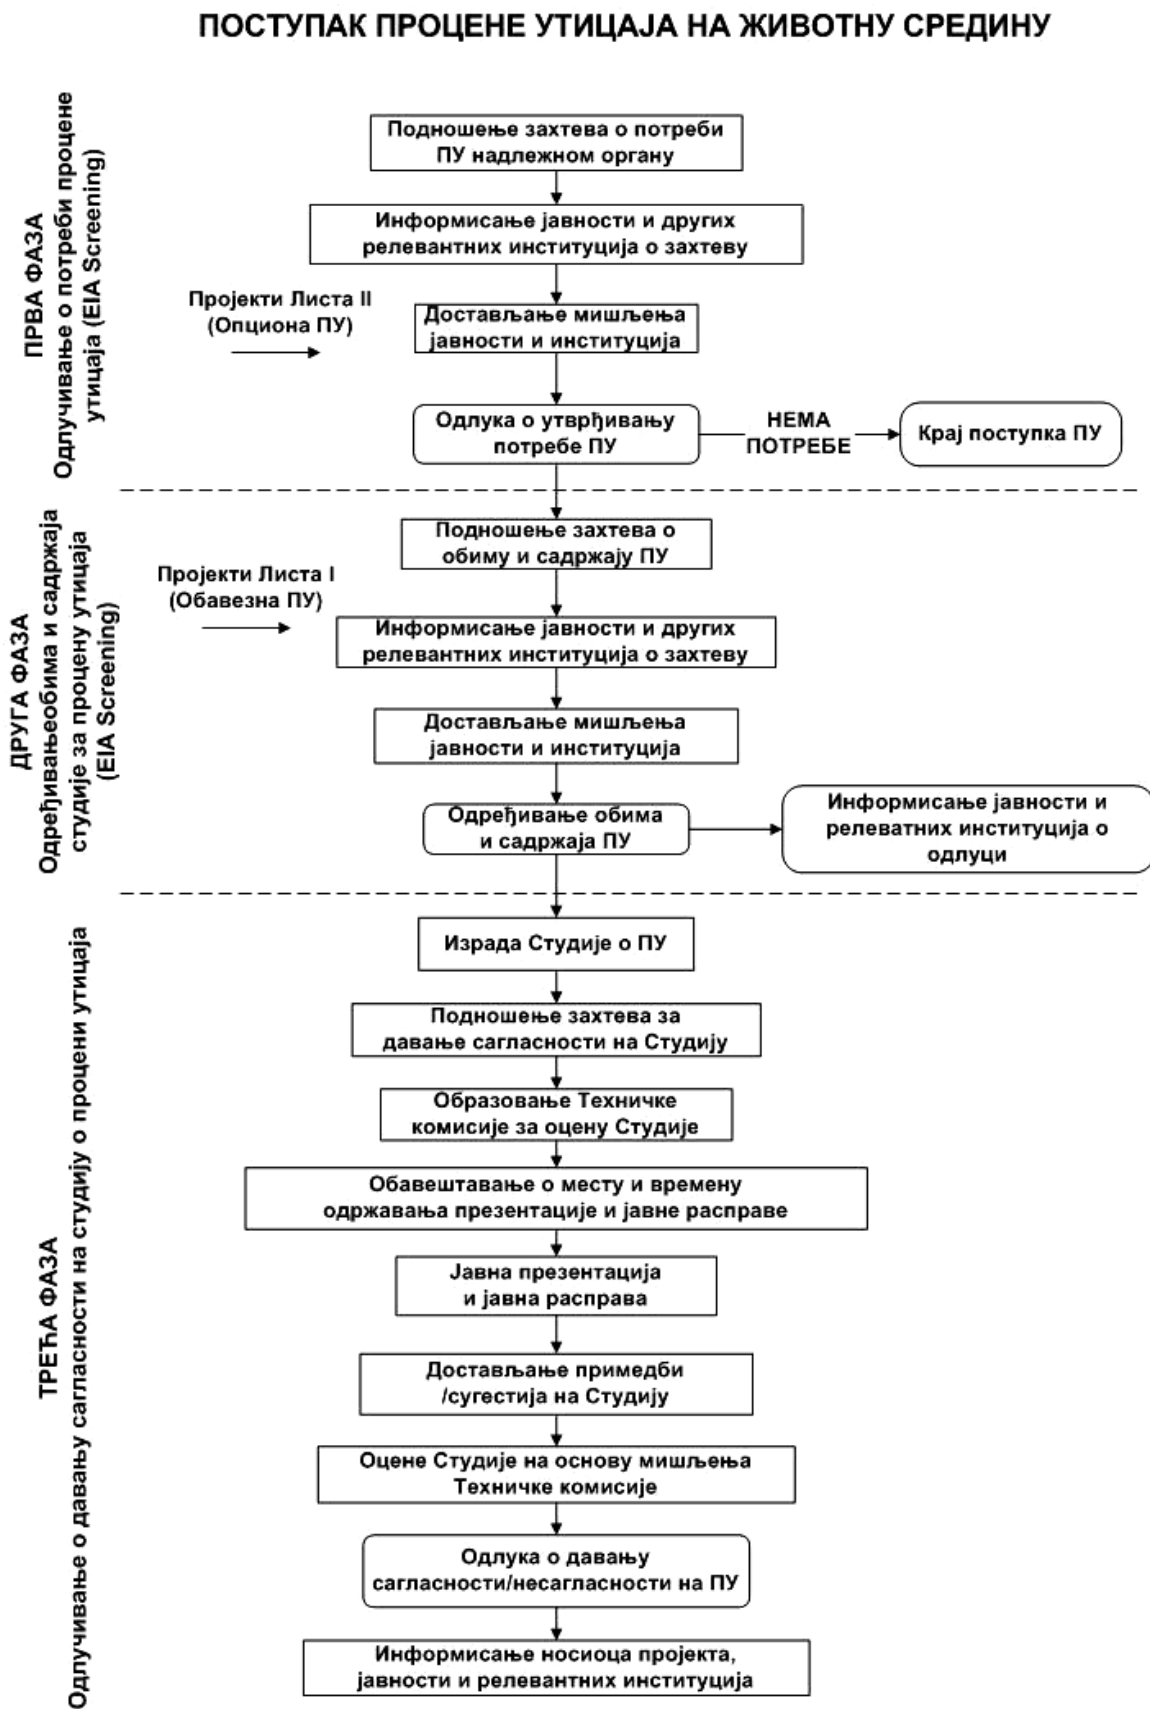 ПОСТУПАК ПРОЦЕНЕ УТИЦАЈА НА ЖИВОТНУ СРЕДИНУ
ПРВА ФАЗА
Одлучивање о потреби процене
утицаја (EIA Screening)
Подношење захтева о потреби
ПУ надлежном органу
Информисање јавности и других
релевантних институција о захтеву
Пројекти Листа II
(Опциона ПУ)
Достављање мишљења
јавности и институција
Одлука о утврђивању
потребе ПУ
НЕМА
ПОТРЕБЕ
Крај поступка ПУ
ДРУГА ФАЗА
Одређивањеобима и садржаја
студије за процену утицаја
(EIA Screening)
Подношење захтева о
обиму и садржају ПУ
Пројекти Листа I
(Обавезна ПУ)
Информисање јавности и других
релевантних институција о захтеву
Достављање мишљења
јавности и институција
Одређивање обима
и садржаја ПУ
Информисање јавности и
релеватних институција о
одлуци
ТРЕЋА ФАЗА
Одлучивање о давању сагласности на студију о процени утицаја
Израда Студије о ПУ
Подношење захтева за
давање сагласности на Студију
Образовање Техничке
комисије за оцену Студије
Обавештавање о месту и времену
одржавања презентације и јавне расправе
Јавна презентација
и јавна расправа
Достављање примедби
/сугестија на Студију
Оцене Студије на основу мишљења
Техничке комисије
Одлука о давању
сагласности/несагласности на ПУ
Информисање носиоца пројекта,
јавности и релевантних институција